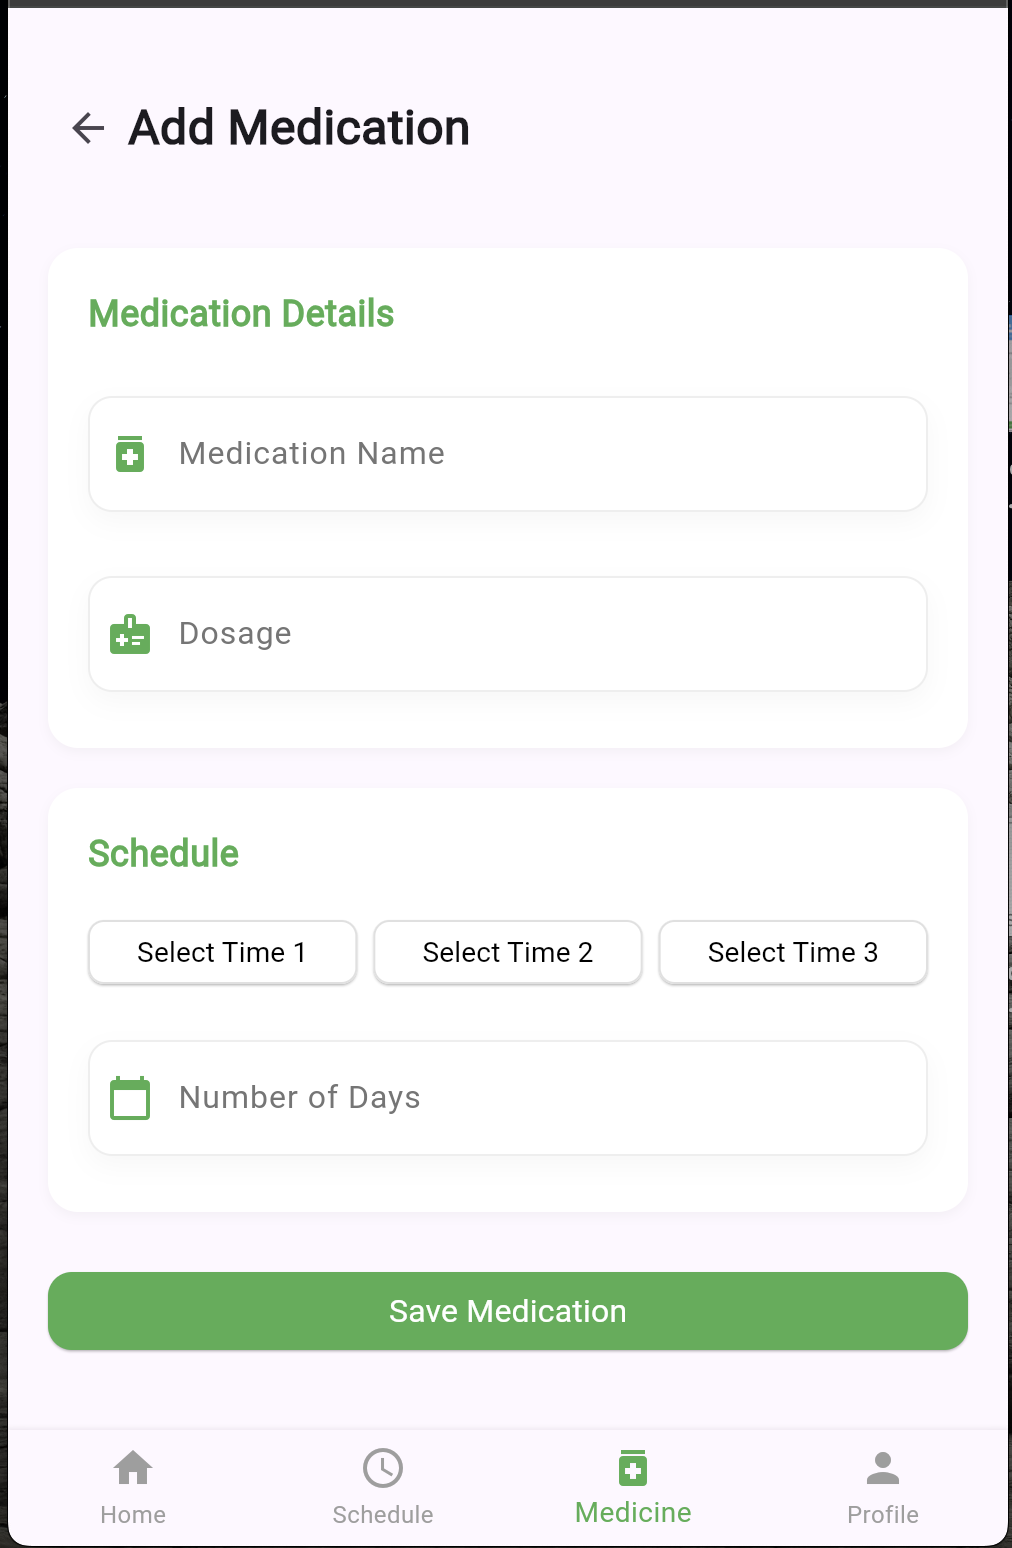 Add Medication
Medication Details
Medication Name
Dosage
Schedule
Select Time 1 Select Time 2 Select Time 3
Number of Days
Save Medication
Home Schedule Medicine Profile